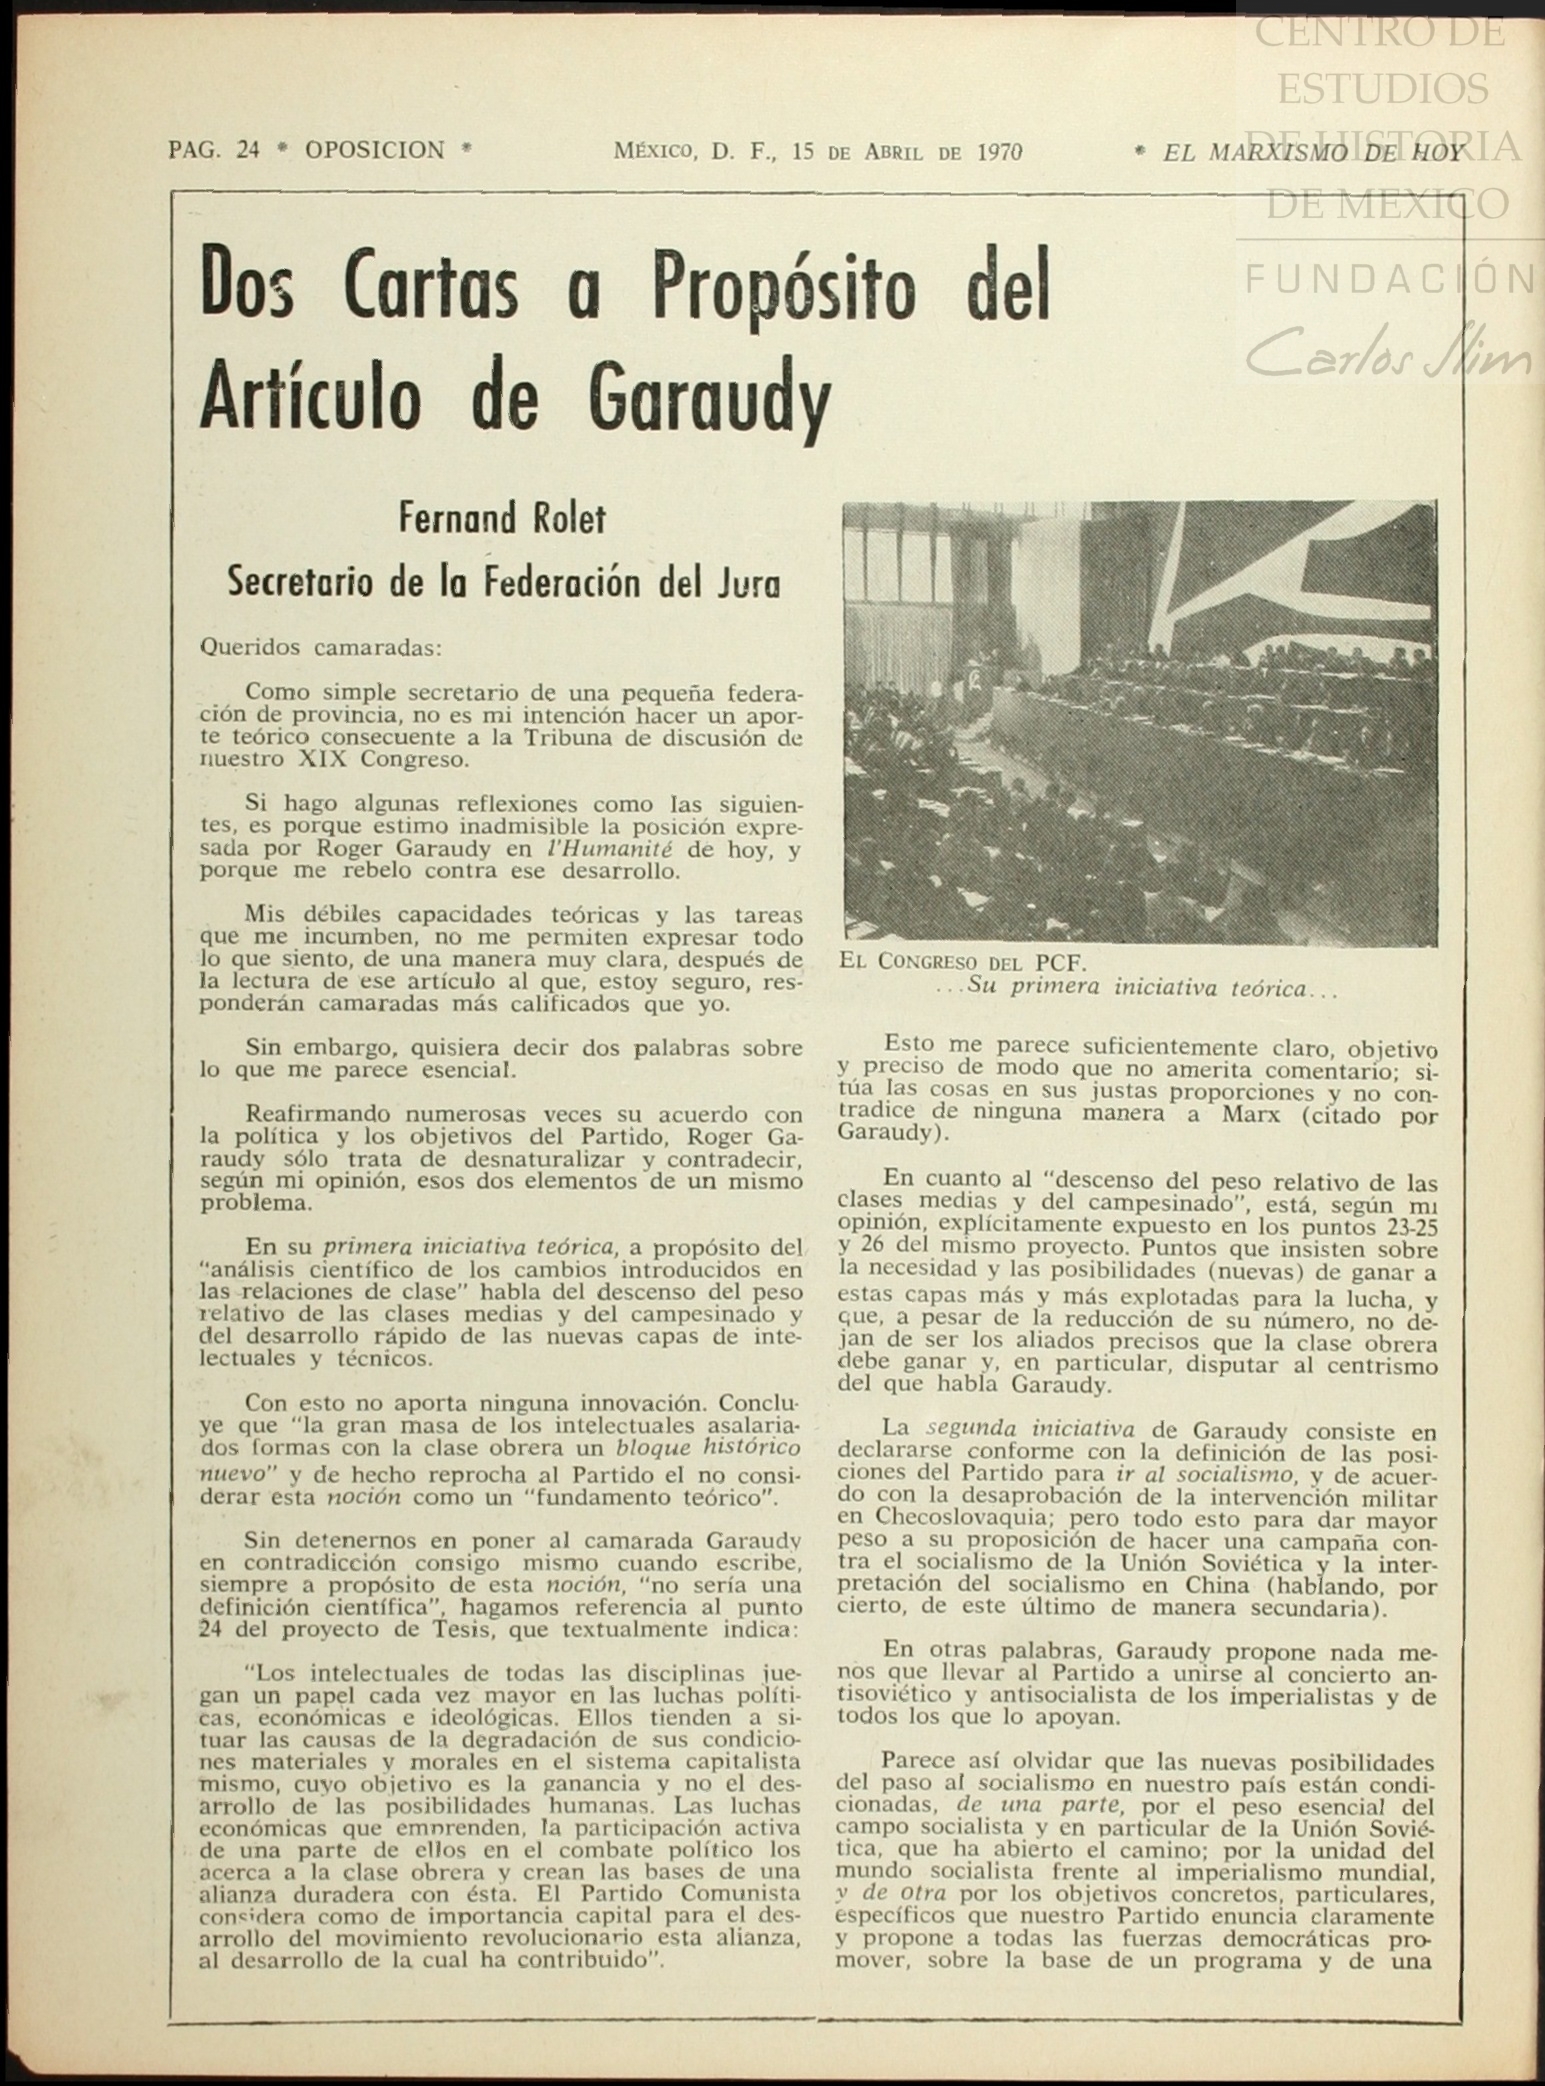 CENTRO DE
ESTUDIOS
DE HISTORIA
DE MEXICO
FUNDACIÓN
Carlos Slim
PAG. 24 * OPOSICION *
MÉXICO, D. F., 15 DE ABRIL DE 1970
* EL MARXISMO DE HOY
Dos Cartas a Propósito del
Artículo de Garaudy
Fernand Rolet
Secretario de la Federación del Jura
Queridos camaradas:
Como simple secretario de una pequeña federa-
ción de provincia, no es mi intención hacer un apor-
te teórico consecuente a la Tribuna de discusión de
nuestro XIX Congreso.
Si hago algunas reflexiones como las siguien-
tes, es porque estimo inadmisible la posición expre-
sada por Roger Garaudy en l'Humanité de hoy, y
porque me rebelo contra ese desarrollo.
Mis débiles capacidades teóricas y las tareas
que me incumben, no me permiten expresar todo
lo que siento, de una manera muy clara, después de
la lectura de ese artículo al que, estoy seguro, res-
ponderán camaradas más calificados que yo.
Sin embargo, quisiera decir dos palabras sobre
lo que me parece esencial.
Reafirmando numerosas veces su acuerdo con
la política y los objetivos del Partido, Roger Ga-
raudy sólo trata de desnaturalizar y contradecir,
según mi opinión, esos dos elementos de un mismo
problema.
En su primera iniciativa teórica, a propósito del
"análisis científico de los cambios introducidos en
las relaciones de clase" habla del descenso del peso
relativo de las clases medias y del campesinado y
del desarrollo rápido de las nuevas capas de inte-
lectuales y técnicos.
Con esto no aporta ninguna innovación. Conclu-
ye que "la gran masa de los intelectuales asalaria-
dos formas con la clase obrera un bloque histórico
nuevo" y de hecho reprocha al Partido el no consi-
derar esta noción como un "fundamento teórico".
Sin detenernos en poner al camarada Garaudy
en contradicción consigo mismo cuando escribe,
siempre a propósito de esta noción, "no sería una
definición científica", hagamos referencia al punto
24 del proyecto de Tesis, que textualmente indica:
"Los intelectuales de todas las disciplinas jue-
gan un papel cada vez mayor en las luchas políti-
cas, económicas e ideológicas. Ellos tienden a si-
tuar las causas de la degradación de sus condicio-
nes materiales y morales en el sistema capitalista
mismo, cuyo objetivo es la ganancia y no el des-
arrollo de las posibilidades humanas. Las luchas
económicas que emprenden, la participación activa
de una parte de ellos en el combate político los
acerca a la clase obrera y crean las bases de una
alianza duradera con ésta. El Partido Comunista
considera como de importancia capital para el des-
arrollo del movimiento revolucionario esta alianza,
al desarrollo de la cual ha contribuido".
EL CONGRESO DEL PCF.
...Su primera iniciativa teórica...
Esto me parece suficientemente claro, objetivo
y preciso de modo que no amerita comentario; si-
túa las cosas en sus justas proporciones y no con-
tradice de ninguna manera a Marx (citado por
Garaudy).
En cuanto al "descenso del peso relativo de las
clases medias y del campesinado", está, según mi
opinión, explícitamente expuesto en los puntos 23-25
y 26 del mismo proyecto. Puntos que insisten sobre
la necesidad y las posibilidades (nuevas) de ganar a
estas capas más y más explotadas para la lucha, y
que, a pesar de la reducción de su número, no de-
jan de ser los aliados precisos que la clase obrera
debe ganar y, en particular, disputar al centrismo
del que habla Garaudy.
La segunda iniciativa de Garaudy consiste en
declararse conforme con la definición de las posi-
ciones del Partido para ir al socialismo, y de acuer-
do con la desaprobación de la intervención militar
en Checoslovaquia; pero todo esto para dar mayor
peso a su proposición de hacer una campaña con-
tra el socialismo de la Unión Soviética y la inter-
pretación del socialismo en China (hablando, por
cierto, de este último de manera secundaria).
En otras palabras, Garaudy propone nada me-
nos que llevar al Partido a unirse al concierto an-
tisoviético y antisocialista de los imperialistas y de
todos los que lo apoyan.
Parece así olvidar que las nuevas posibilidades
del paso al socialismo en nuestro país están condi-
cionadas, de una parte, por el peso esencial del
campo socialista y en particular de la Unión Sovié-
tica, que ha abierto el camino; por la unidad del
mundo socialista frente al imperialismo mundial,
y de otra por los objetivos concretos, particulares,
específicos que nuestro Partido enuncia claramente
y propone a todas las fuerzas democráticas pro-
mover, sobre la base de un programa y de una